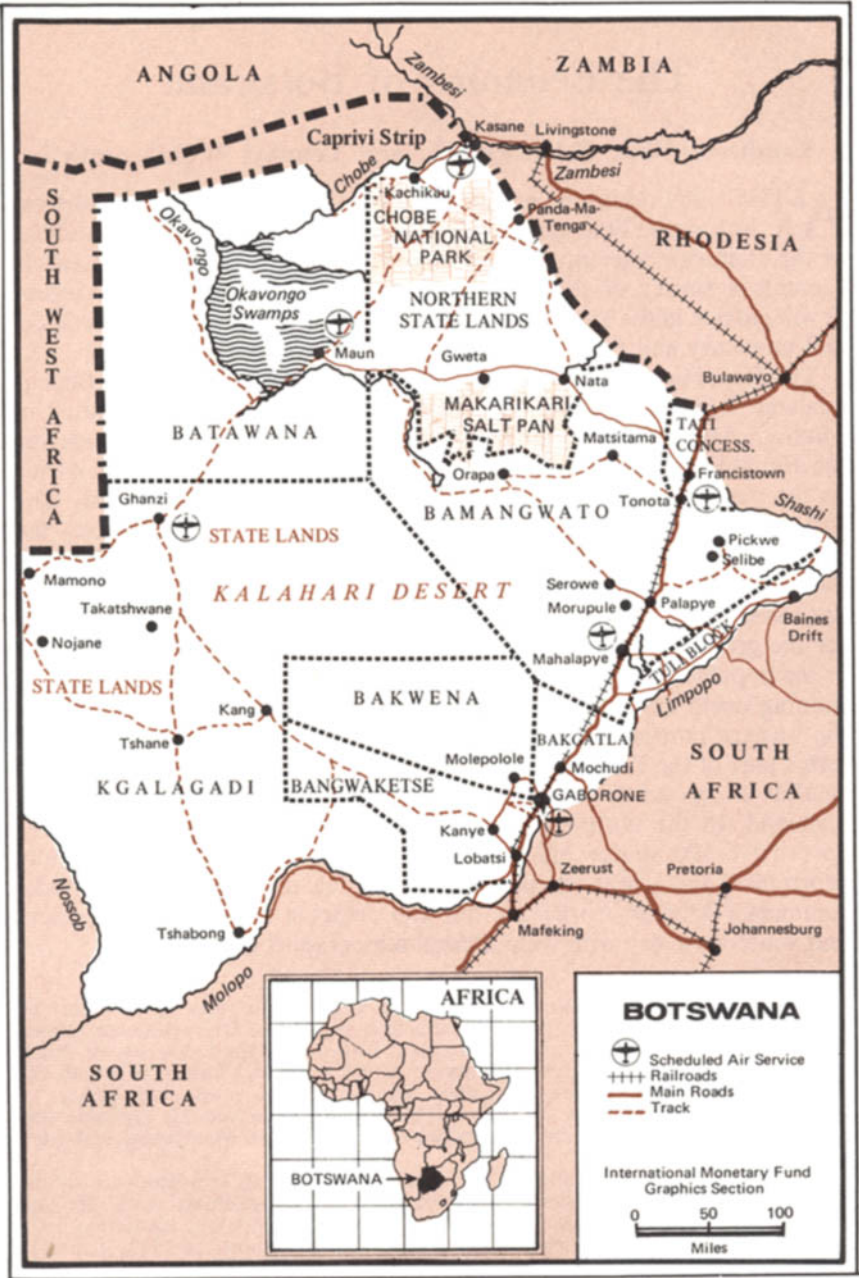 ANGOLA
ZAMBIA
Zambesi
Kasane
Livingstone
Caprivi Strip
Chobe
Zambesi
Kachikau
SOUTH WEST AFRICA
Okavongo
CHOBE
NATIONAL
PARK
Panda-Ma-
Tenga
RHODESIA
Okavongo
Swamps
NORTHERN
STATE LANDS
Maun
Gweta
Nata
Bulawayo
MAKARIKARI
SALT PAN
BATAWANA
TATI
CONCESS.
Matsitama
Orapa
Francistown
Ghanzi
Tonota
BAMANGWATO
Shashi
STATE LANDS
Pickwe
Selibe
Mamono
KALAHARI DESERT
Serowe
Takatshwane
Morupule
Palapye
Baines
Drift
Nojane
Mahalapye
TULI BLOCK
STATE LANDS
Limpopo
BAKWENA
Kang
BAKGATLA
Tshane
Molepolole
SOUTH
AFRICA
Mochudi
KGALAGADI
BANGWAKETSE
GABORONE
Kanye
Lobatsi
Zeerust
Pretoria
Nossob
Tshabong
Mafeking
Johannesburg
Molopo
SOUTH
AFRICA
AFRICA
BOTSWANA
BOTSWANA
Scheduled Air Service
Railroads
Main Roads
Track
International Monetary Fund
Graphics Section
0 50 100
Miles